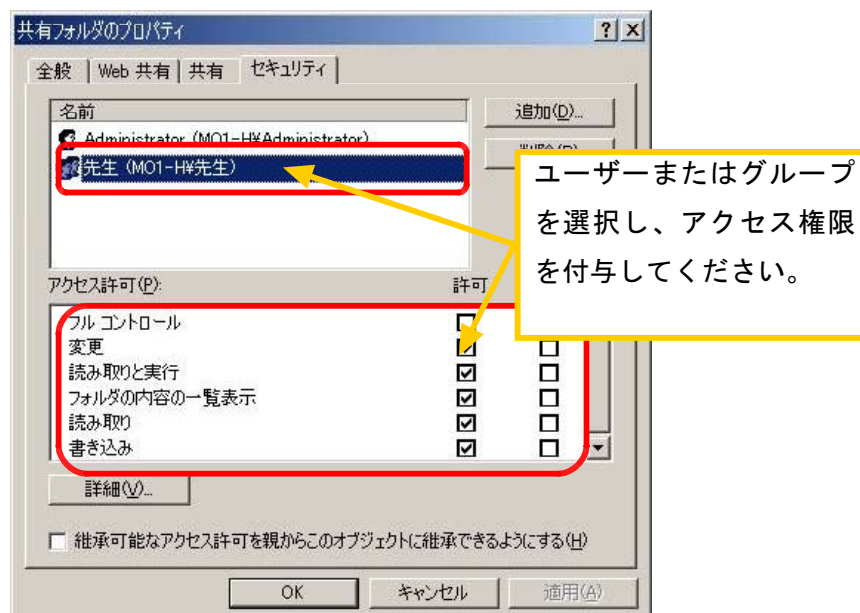 共有フォルダのプロパティ
全般 Web 共有 共有 セキュリティ
名前
追加(D)...
Administrator (MO1-H¥Administrator)
先生 (MO1-H¥先生)
ユーザーまたはグループ
を選択し、アクセス権限
を付与してください。
アクセス許可(P): 許可
フル コントロール
変更
読み取りと実行
フォルダの内容の一覧表示
読み取り
書き込み
詳細(V)...
継承可能なアクセス許可を親からこのオブジェクトに継承できるようにする(H)
OK キャンセル 適用(A)